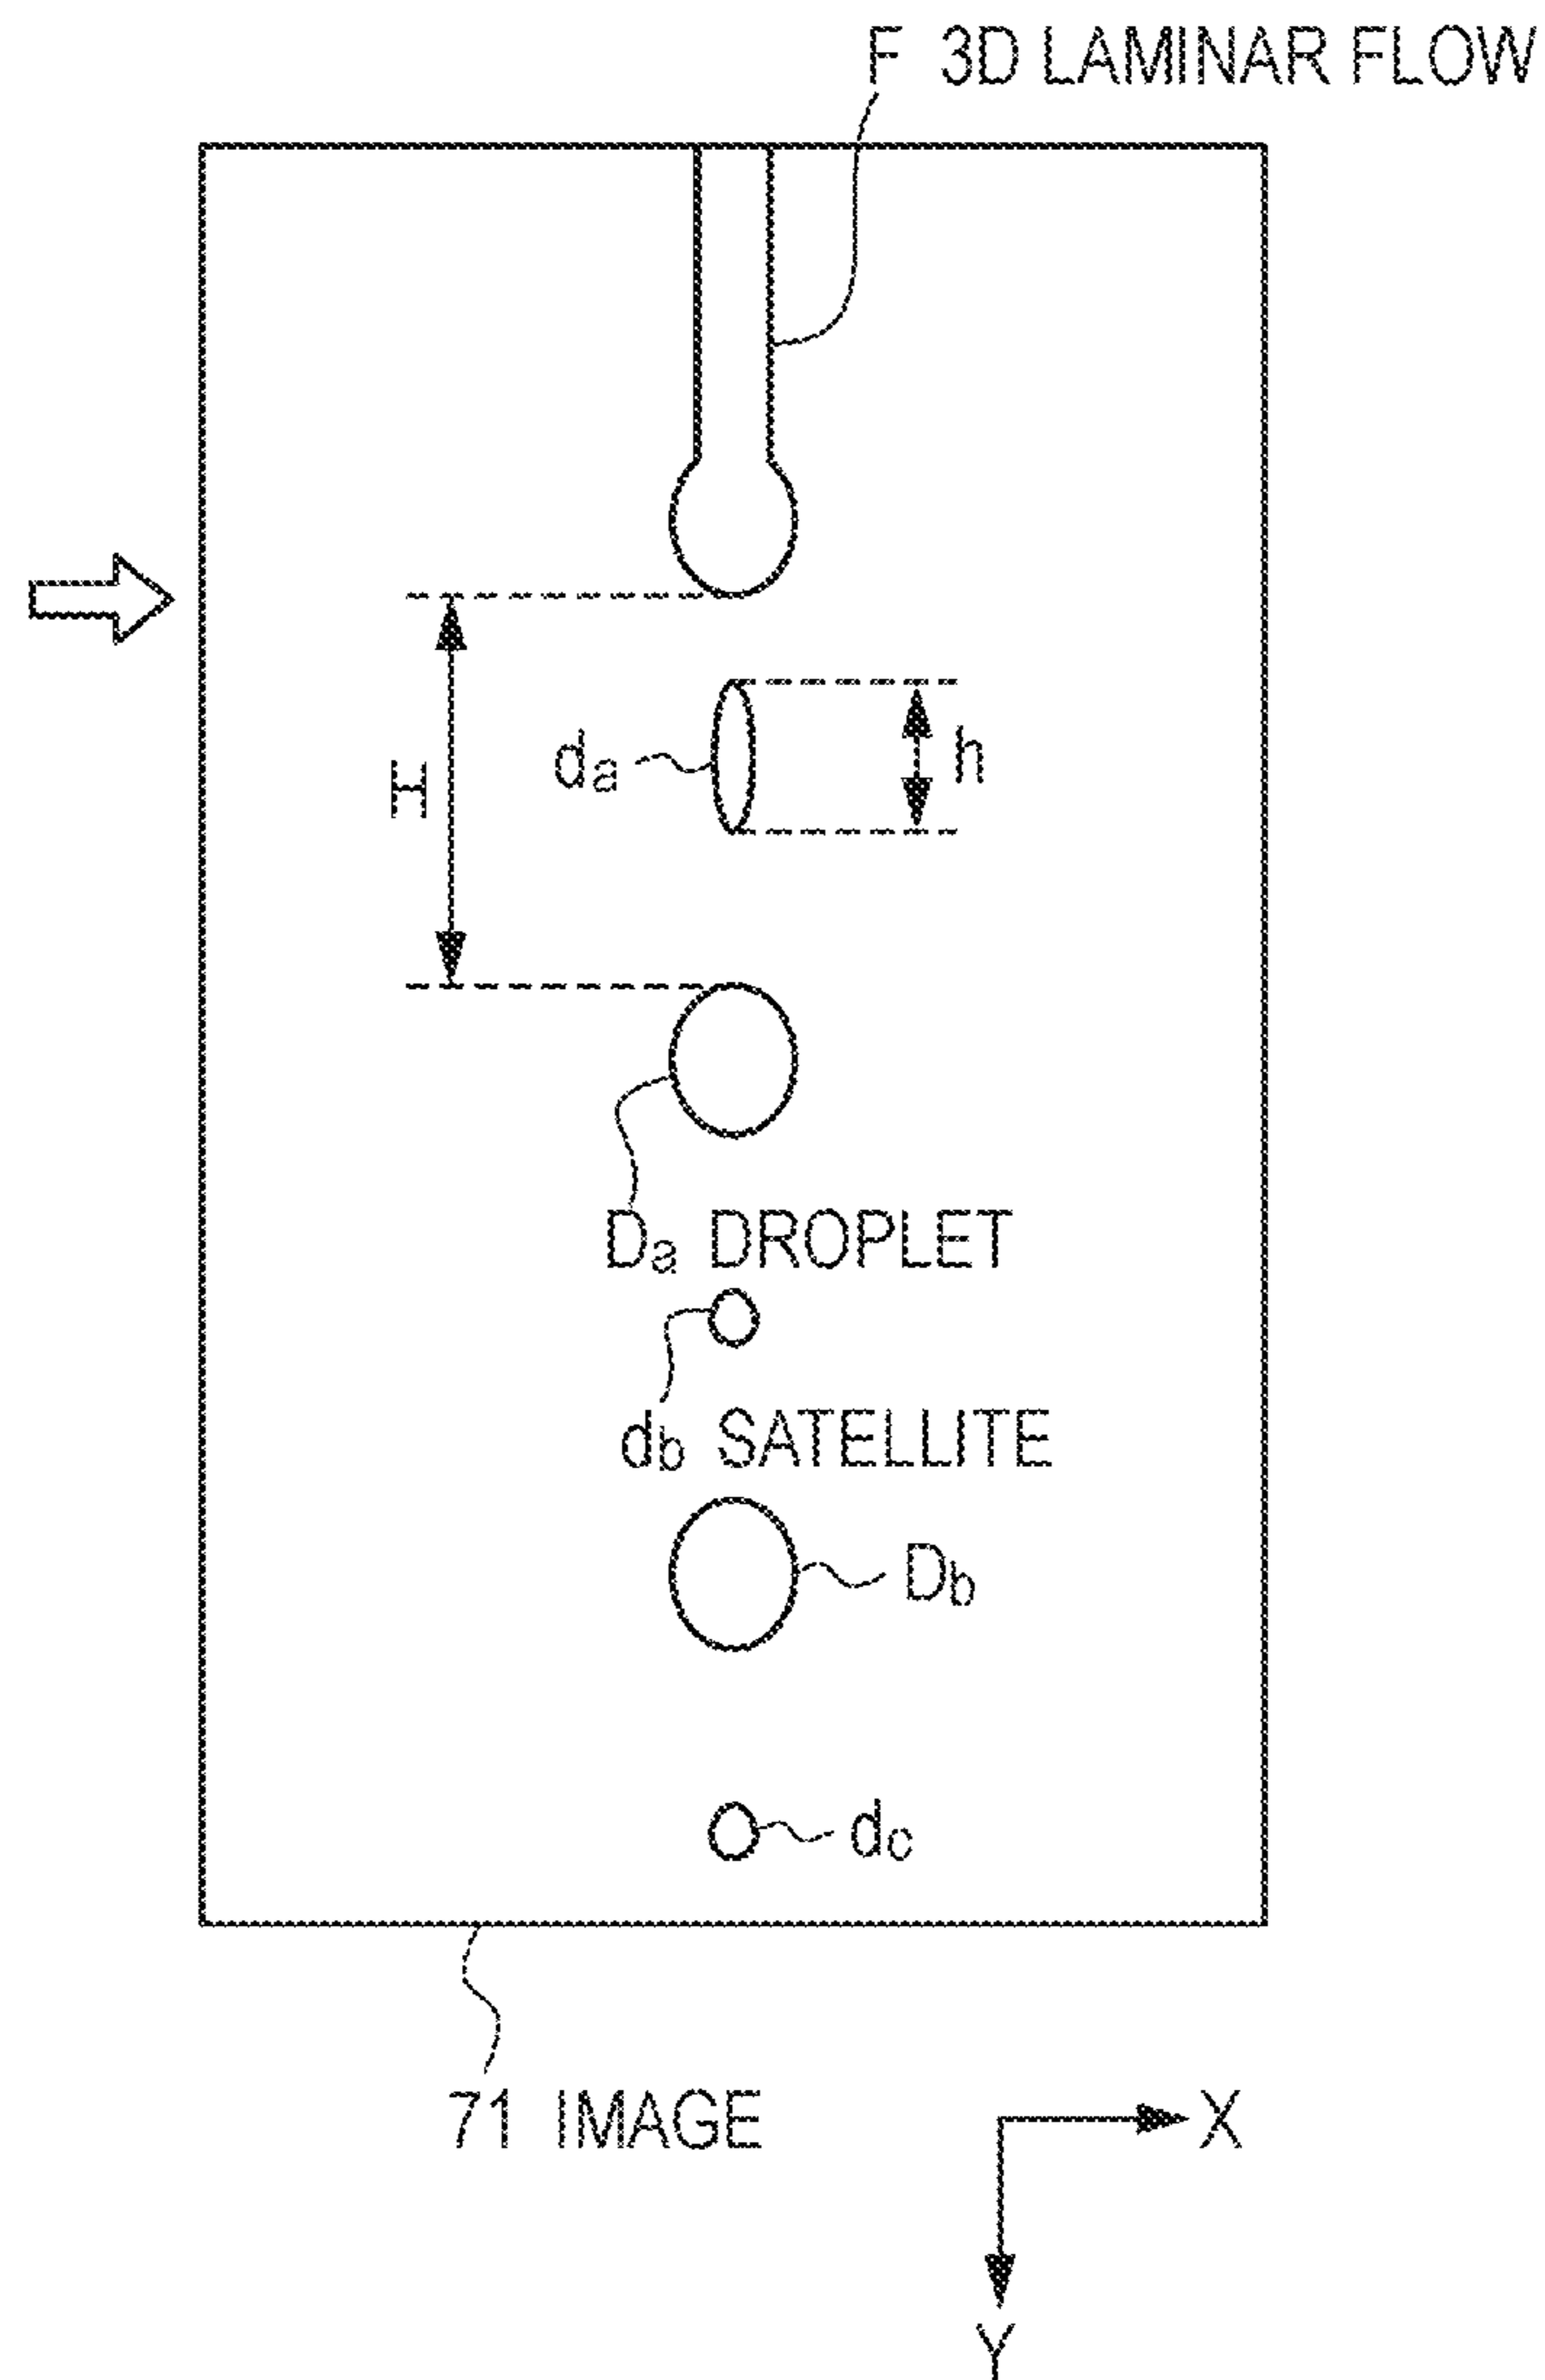 F 3D LAMINAR FLOW
H
da
h
Da DROPLET
db SATELLITE
Db
dc
71 IMAGE
X
Y